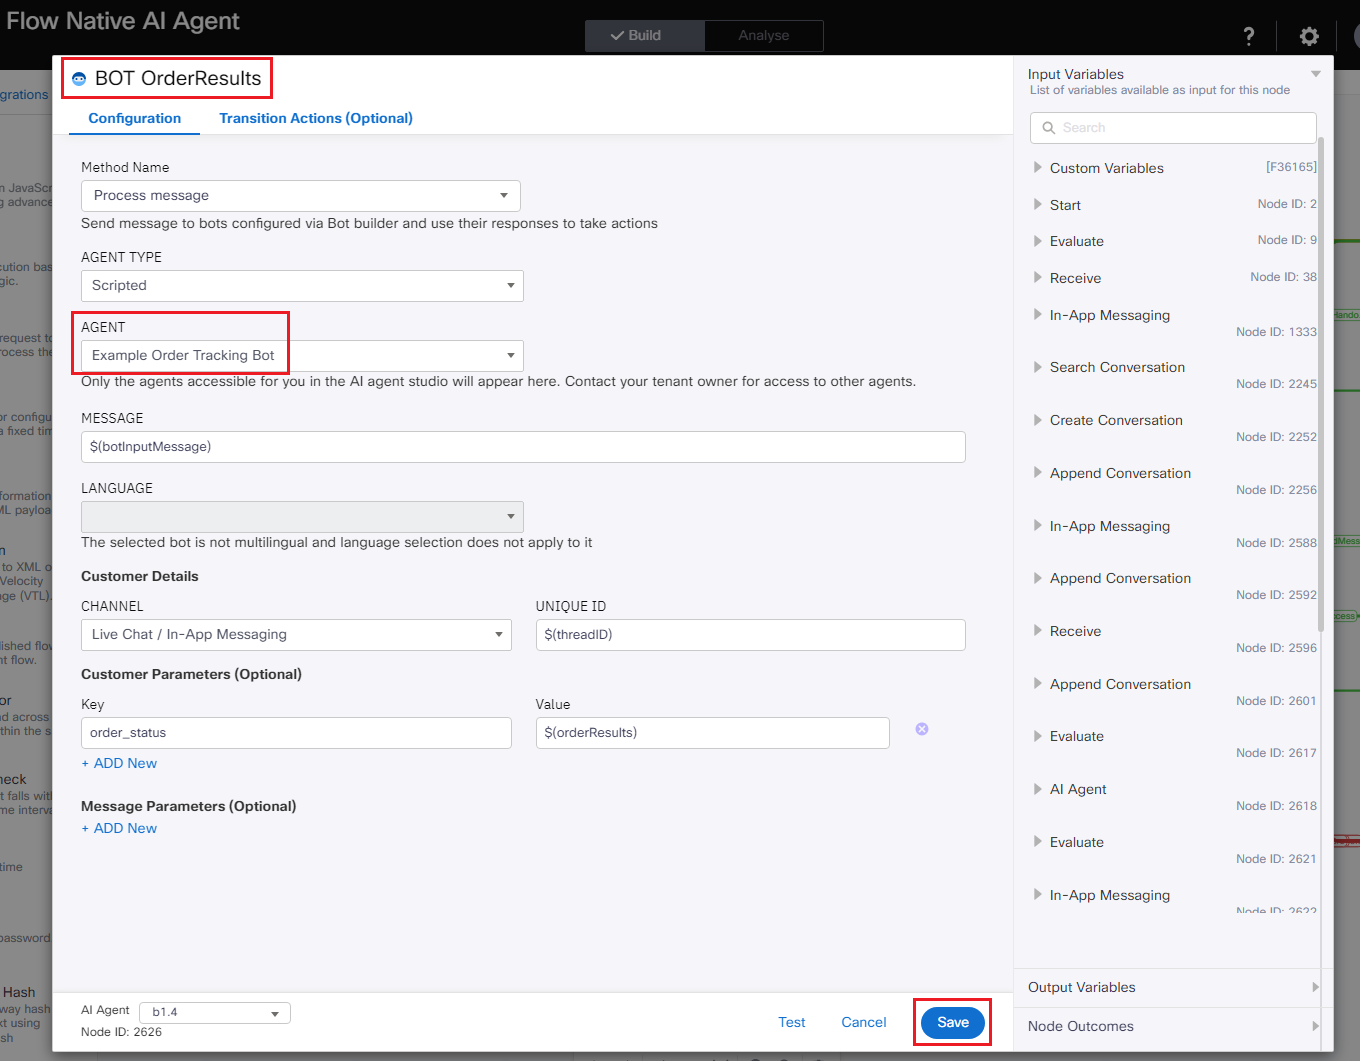 Flow Native AI Agent
Build
Analyse
?
BOT OrderResults
Configuration
Transition Actions (Optional)
Method Name
Process message
Send message to bots configured via Bot builder and use their responses to take actions
AGENT TYPE
Scripted
AGENT
Example Order Tracking Bot
Only the agents accessible for you in the AI agent studio will appear here. Contact your tenant owner for access to other agents.
MESSAGE
$(botInputMessage)
LANGUAGE
The selected bot is not multilingual and language selection does not apply to it
Customer Details
CHANNEL
UNIQUE ID
Live Chat / In-App Messaging
$(threadID)
Customer Parameters (Optional)
Key
Value
order_status
$(orderResults)
+ ADD New
Message Parameters (Optional)
+ ADD New
AI Agent
b1.4
Node ID: 2626
Test
Cancel
Save
Input Variables
List of variables available as input for this node
Search
Custom Variables [F36165]
Start Node ID: 2
Evaluate Node ID: 9
Receive Node ID: 38
In-App Messaging
Node ID: 1333
Search Conversation
Node ID: 2245
Create Conversation
Node ID: 2252
Append Conversation
Node ID: 2256
In-App Messaging
Node ID: 2588
Append Conversation
Node ID: 2592
Receive
Node ID: 2596
Append Conversation
Node ID: 2601
Evaluate
Node ID: 2617
AI Agent
Node ID: 2618
Evaluate
Node ID: 2621
In-App Messaging
Node ID: 2622
Output Variables
Node Outcomes
grations
JavaScr
g advance
cution bas
gic.
request to
rocess the
or configu
a fixed tim
formation
ML payloa
n
to XML o
Velocity
ge (VTL).
lished flow
nt flow.
or
nd across
thin the s
heck
t falls with
me interva
time
password
Hash
way hash
xt using
sh